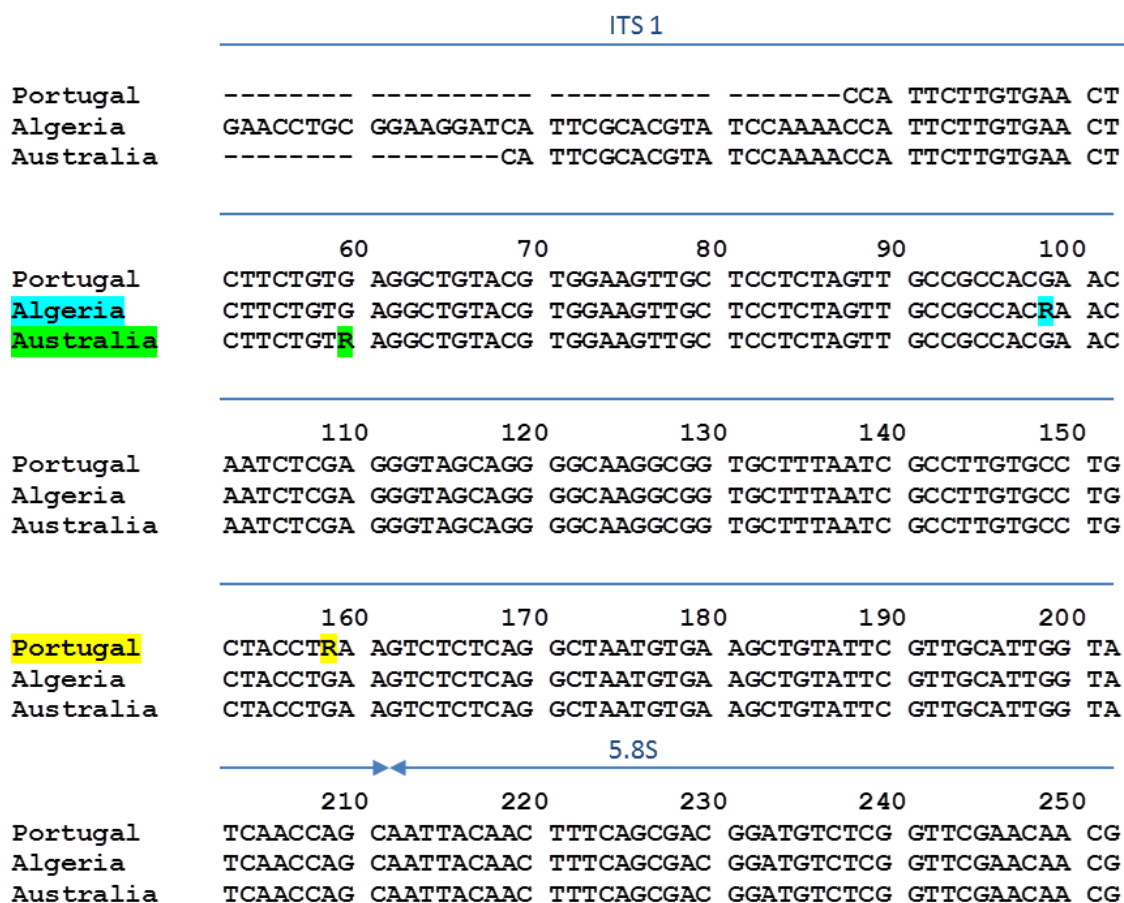 ITS 1
Portugal -------- ---------- ---------- -------CCA TTCTTGTGAA CT
Algeria GAACCTGC GGAAGGATCA TTCGCACGTA TCCAAAACCA TTCTTGTGAA CT
Australia -------- --------CA TTCGCACGTA TCCAAAACCA TTCTTGTGAA CT
60 70 80 90 100
Portugal CTTCTGTG AGGCTGTACG TGGAAGTTGC TCCTCTAGTT GCCGCCACGA AC
Algeria CTTCTGTG AGGCTGTACG TGGAAGTTGC TCCTCTAGTT GCCGCCACRA AC
Australia CTTCTGTR AGGCTGTACG TGGAAGTTGC TCCTCTAGTT GCCGCCACGA AC
110 120 130 140 150
Portugal AATCTCGA GGGTAGCAGG GGCAAGGCGG TGCTTTAATC GCCTTGTGCC TG
Algeria AATCTCGA GGGTAGCAGG GGCAAGGCGG TGCTTTAATC GCCTTGTGCC TG
Australia AATCTCGA GGGTAGCAGG GGCAAGGCGG TGCTTTAATC GCCTTGTGCC TG
160 170 180 190 200
Portugal CTACCTRA AGTCTCTCAG GCTAATGTGA AGCTGTATTC GTTGCATTGG TA
Algeria CTACCTGA AGTCTCTCAG GCTAATGTGA AGCTGTATTC GTTGCATTGG TA
Australia CTACCTGA AGTCTCTCAG GCTAATGTGA AGCTGTATTC GTTGCATTGG TA
5.8S
210 220 230 240 250
Portugal TCAACCAG CAATTACAAC TTTCAGCGAC GGATGTCTCG GTTCGAACAA CG
Algeria TCAACCAG CAATTACAAC TTTCAGCGAC GGATGTCTCG GTTCGAACAA CG
Australia TCAACCAG CAATTACAAC TTTCAGCGAC GGATGTCTCG GTTCGAACAA CG